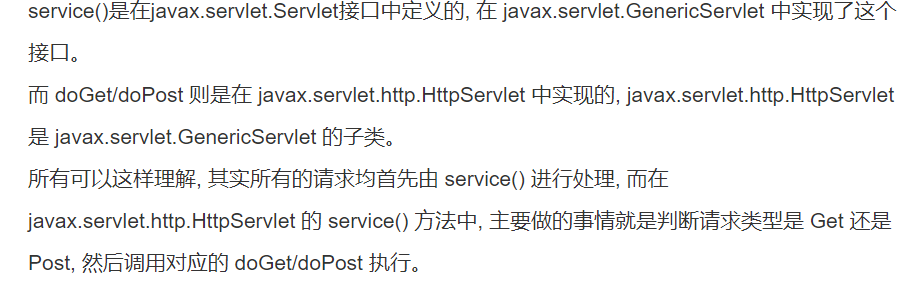 service()是在javax.servlet.Servlet接口中定义的, 在 javax.servlet.GenericServlet 中实现了这个
接口。
而 doGet/doPost 则是在 javax.servlet.http.HttpServlet 中实现的, javax.servlet.http.HttpServlet
是 javax.servlet.GenericServlet 的子类。
所有可以这样理解, 其实所有的请求均首先由 service() 进行处理, 而在
javax.servlet.http.HttpServlet 的 service() 方法中, 主要做的事情就是判断请求类型是 Get 还是
Post, 然后调用对应的 doGet/doPost 执行。